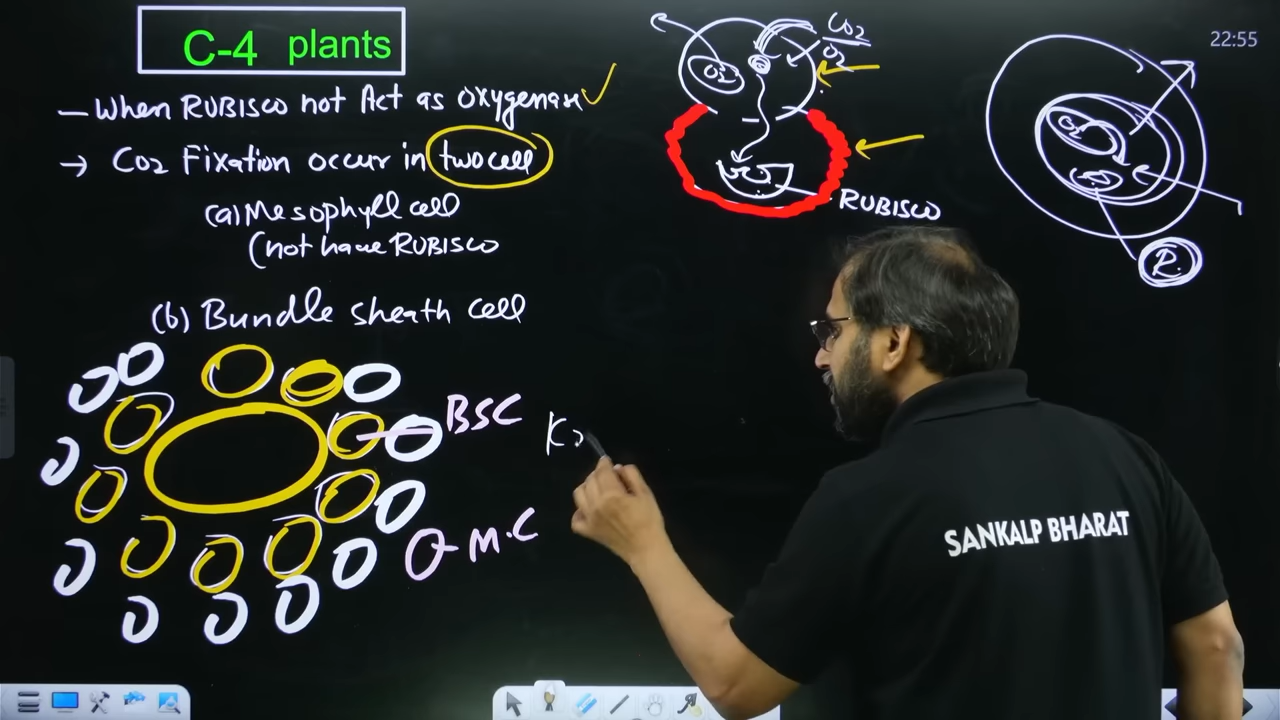 C-4 plants
22:55
– When RUBISCO not Act as oxygenase ✓
→ CO2 Fixation occur in two cell
(a) Mesophyll cell
(not have RUBISCO
(b) Bundle sheath cell
BSC
M.C
CO2
O2
O2
RUBISCO
R.
SANKALP BHARAT